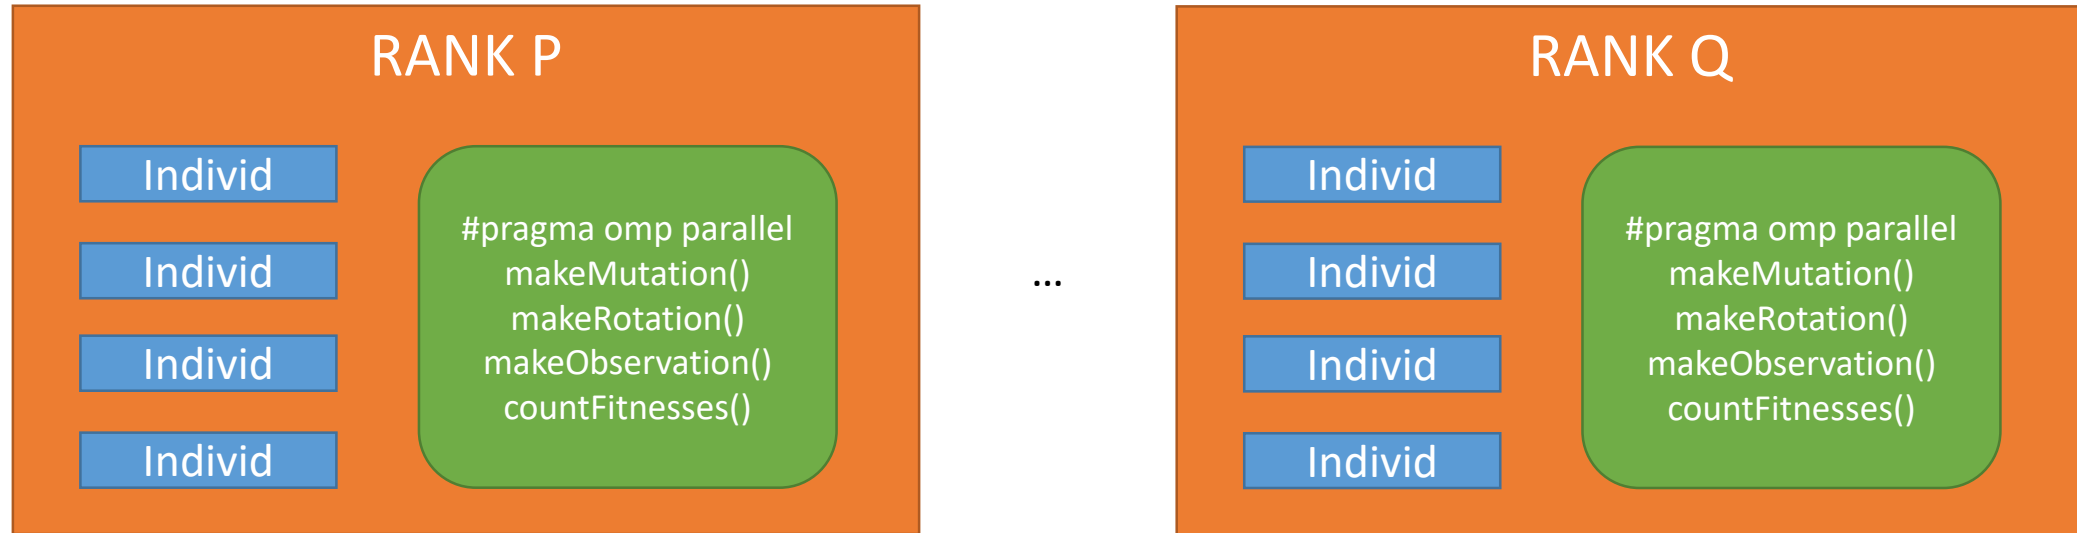 RANK P
Individ
Individ
Individ
Individ
#pragma omp parallel
makeMutation()
makeRotation()
makeObservation()
countFitnesses()
...
RANK Q
Individ
Individ
Individ
Individ
#pragma omp parallel
makeMutation()
makeRotation()
makeObservation()
countFitnesses()